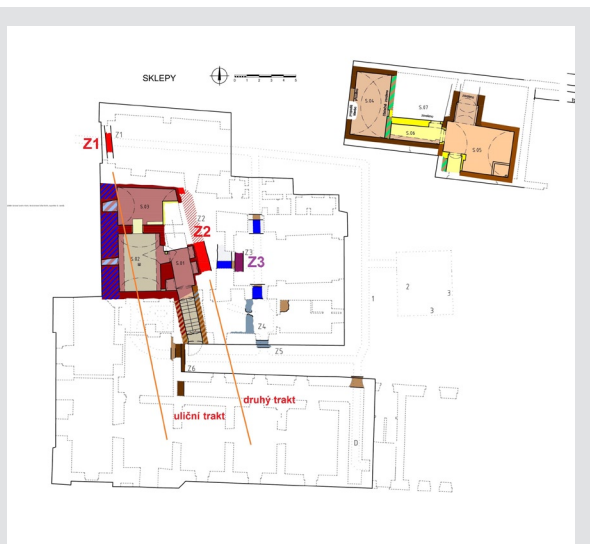 SKLEPY
S.04
S.07
S.06
S.05
Z1
Z1
S.03
Z2
Z2
S.02
S.01
Z3
Z3
1
2
3
3
Z4
Z5
Z6
uliční trakt
druhý trakt
D